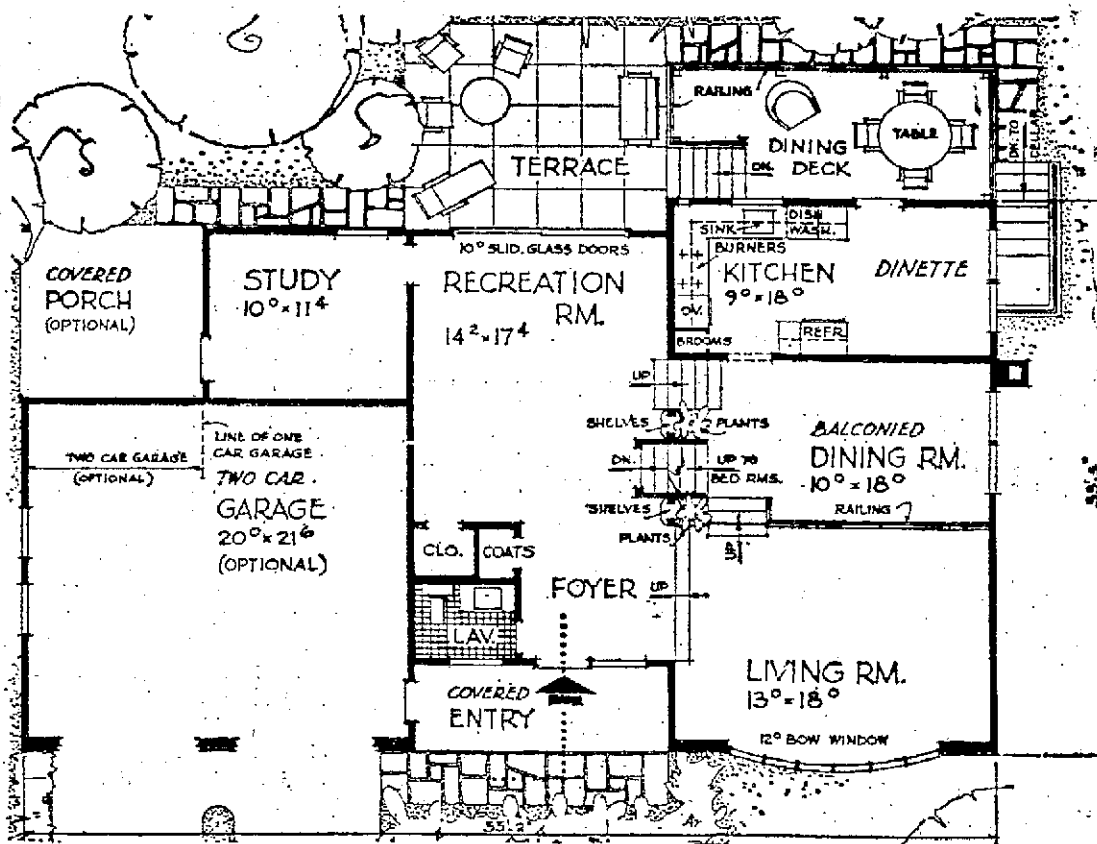 RAILING
TABLE
DINING
DECK
DN. TO
CELLAR
TERRACE
DN.
SINK
DISH
WASH.
BURNERS
KITCHEN
9⁰ × 18⁰
DINETTE
OV.
BROOMS
REFR.
COVERED
PORCH
(OPTIONAL)
STUDY
10⁰ × 11⁴
10⁰ SLID. GLASS DOORS
RECREATION
RM.
14² × 17⁴
UP
SHELVES
PLANTS
BALCONIED
DINING RM.
10⁰ × 18⁰
RAILING
DN.
UP TO
BED RMS.
SHELVES
PLANTS
UP
TWO CAR GARAGE
(OPTIONAL)
LINE OF ONE
CAR GARAGE
TWO CAR
GARAGE
20⁰ × 21⁶
(OPTIONAL)
CLO.
COATS
FOYER
UP
LAV.
LIVING RM.
13⁰ × 18⁰
12⁰ BOW WINDOW
COVERED
ENTRY